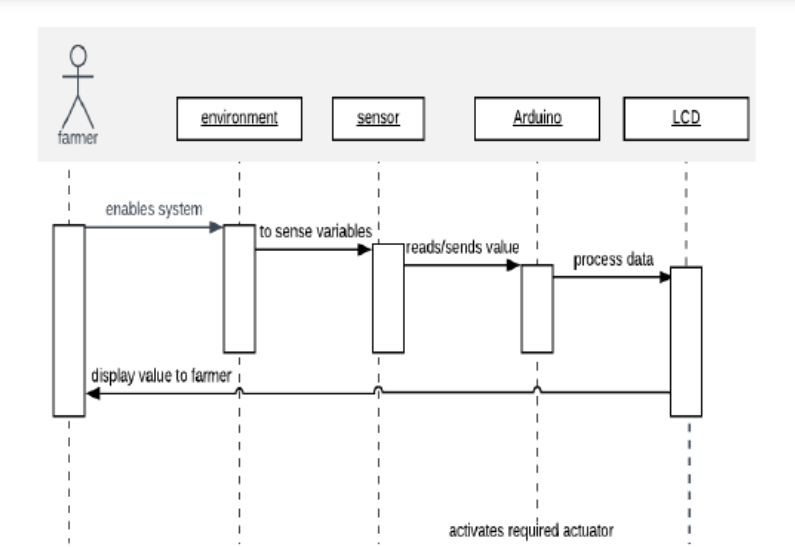 farmer
environment
sensor
Arduino
LCD
enables system
to sense variables
reads/sends value
process data
display value to farmer
activates required actuator